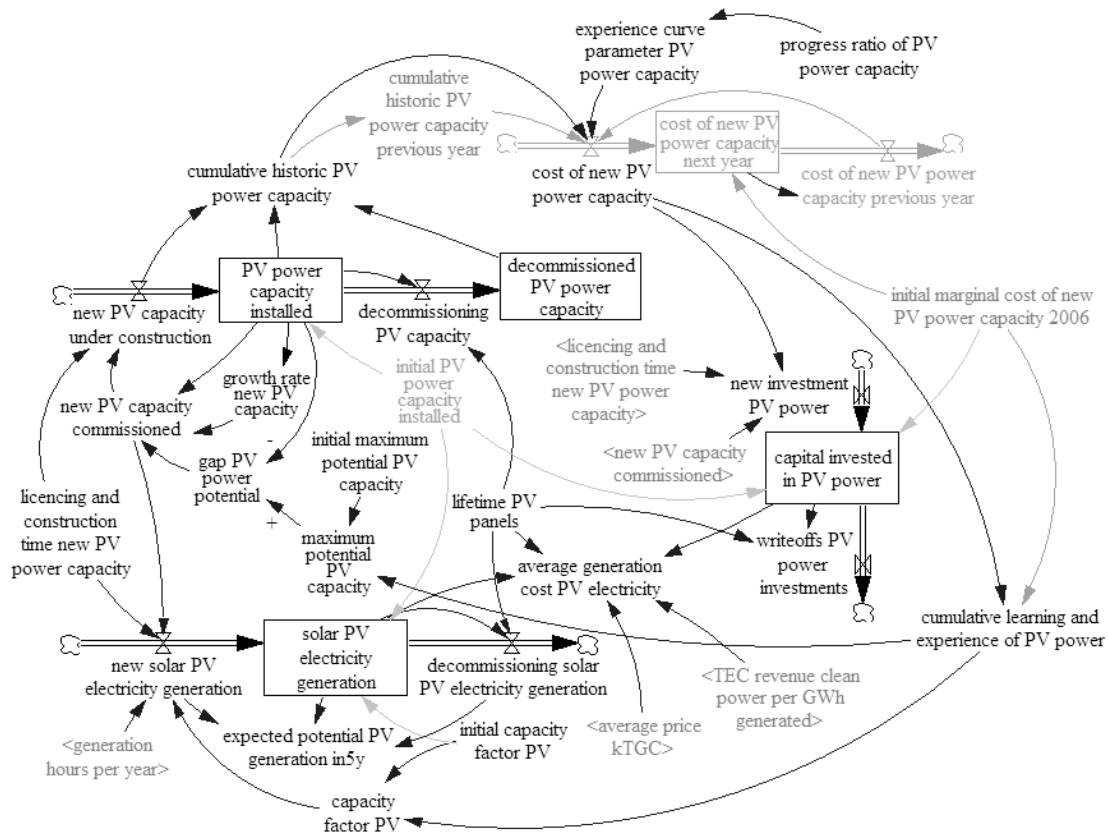 experience curve
parameter PV
power capacity
progress ratio of PV
power capacity
cumulative
historic PV
power capacity
previous year
cost of new PV
power capacity
next year
cumulative historic PV
power capacity
cost of new PV
power capacity
cost of new PV power
capacity previous year
PV power
capacity
installed
decommissioned
PV power
capacity
new PV capacity
under construction
decommissioning
PV capacity
initial marginal cost of new
PV power capacity 2006
<licencing and
construction time
new PV power
capacity>
initial PV
power
capacity
installed
growth rate
new PV
capacity
new investment
PV power
new PV capacity
commissioned
-
initial maximum
potential PV
capacity
<new PV capacity
commissioned>
capital invested
in PV power
gap PV
power
potential
+
licencing and
construction
time new PV
power capacity
lifetime PV
panels
maximum
potential
PV
capacity
average generation
cost PV electricity
writeoffs PV
power
investments
cumulative learning and
experience of PV power
solar PV
electricity
generation
new solar PV
electricity generation
decommissioning solar
PV electricity generation
<TEC revenue clean
power per GWh
generated>
<generation
hours per year>
expected potential PV
generation in5y
initial capacity
factor PV
<average price
kTGC>
capacity
factor PV